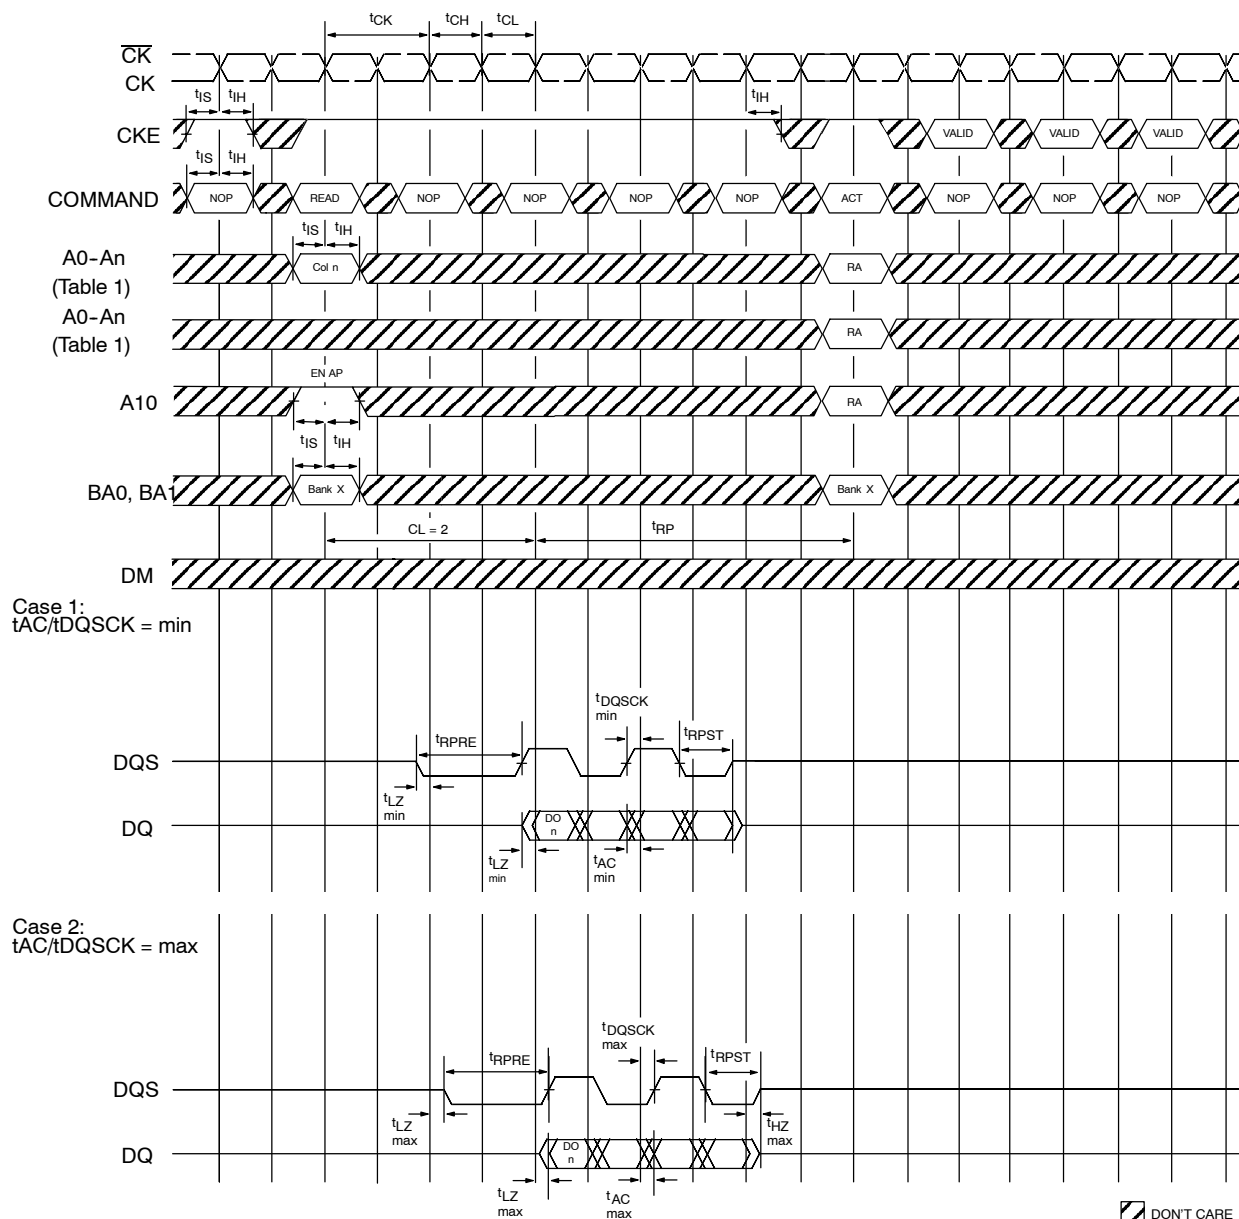 tCK tCH tCL
CK
CK
tIS tIH tIH
CKE VALID VALID VALID
tIS tIH
COMMAND NOP READ NOP NOP NOP NOP ACT NOP NOP NOP
tIS tIH
A0-An
(Table 1)
Col n RA
A0-An
(Table 1)
RA
EN AP
A10 RA
tIS tIH
BA0, BA1 Bank X Bank X
CL = 2 tRP
DM
Case 1:
tAC/tDQSCK = min
tDQSCK
min
tRPRE tRPST
DQS
tLZ
min
DQ DO
n
tLZ
min
tAC
min
Case 2:
tAC/tDQSCK = max
tDQSCK
max
tRPRE tRPST
DQS
tLZ
max
tHZ
max
DQ DO
n
tLZ
max
tAC
max
DON'T CARE